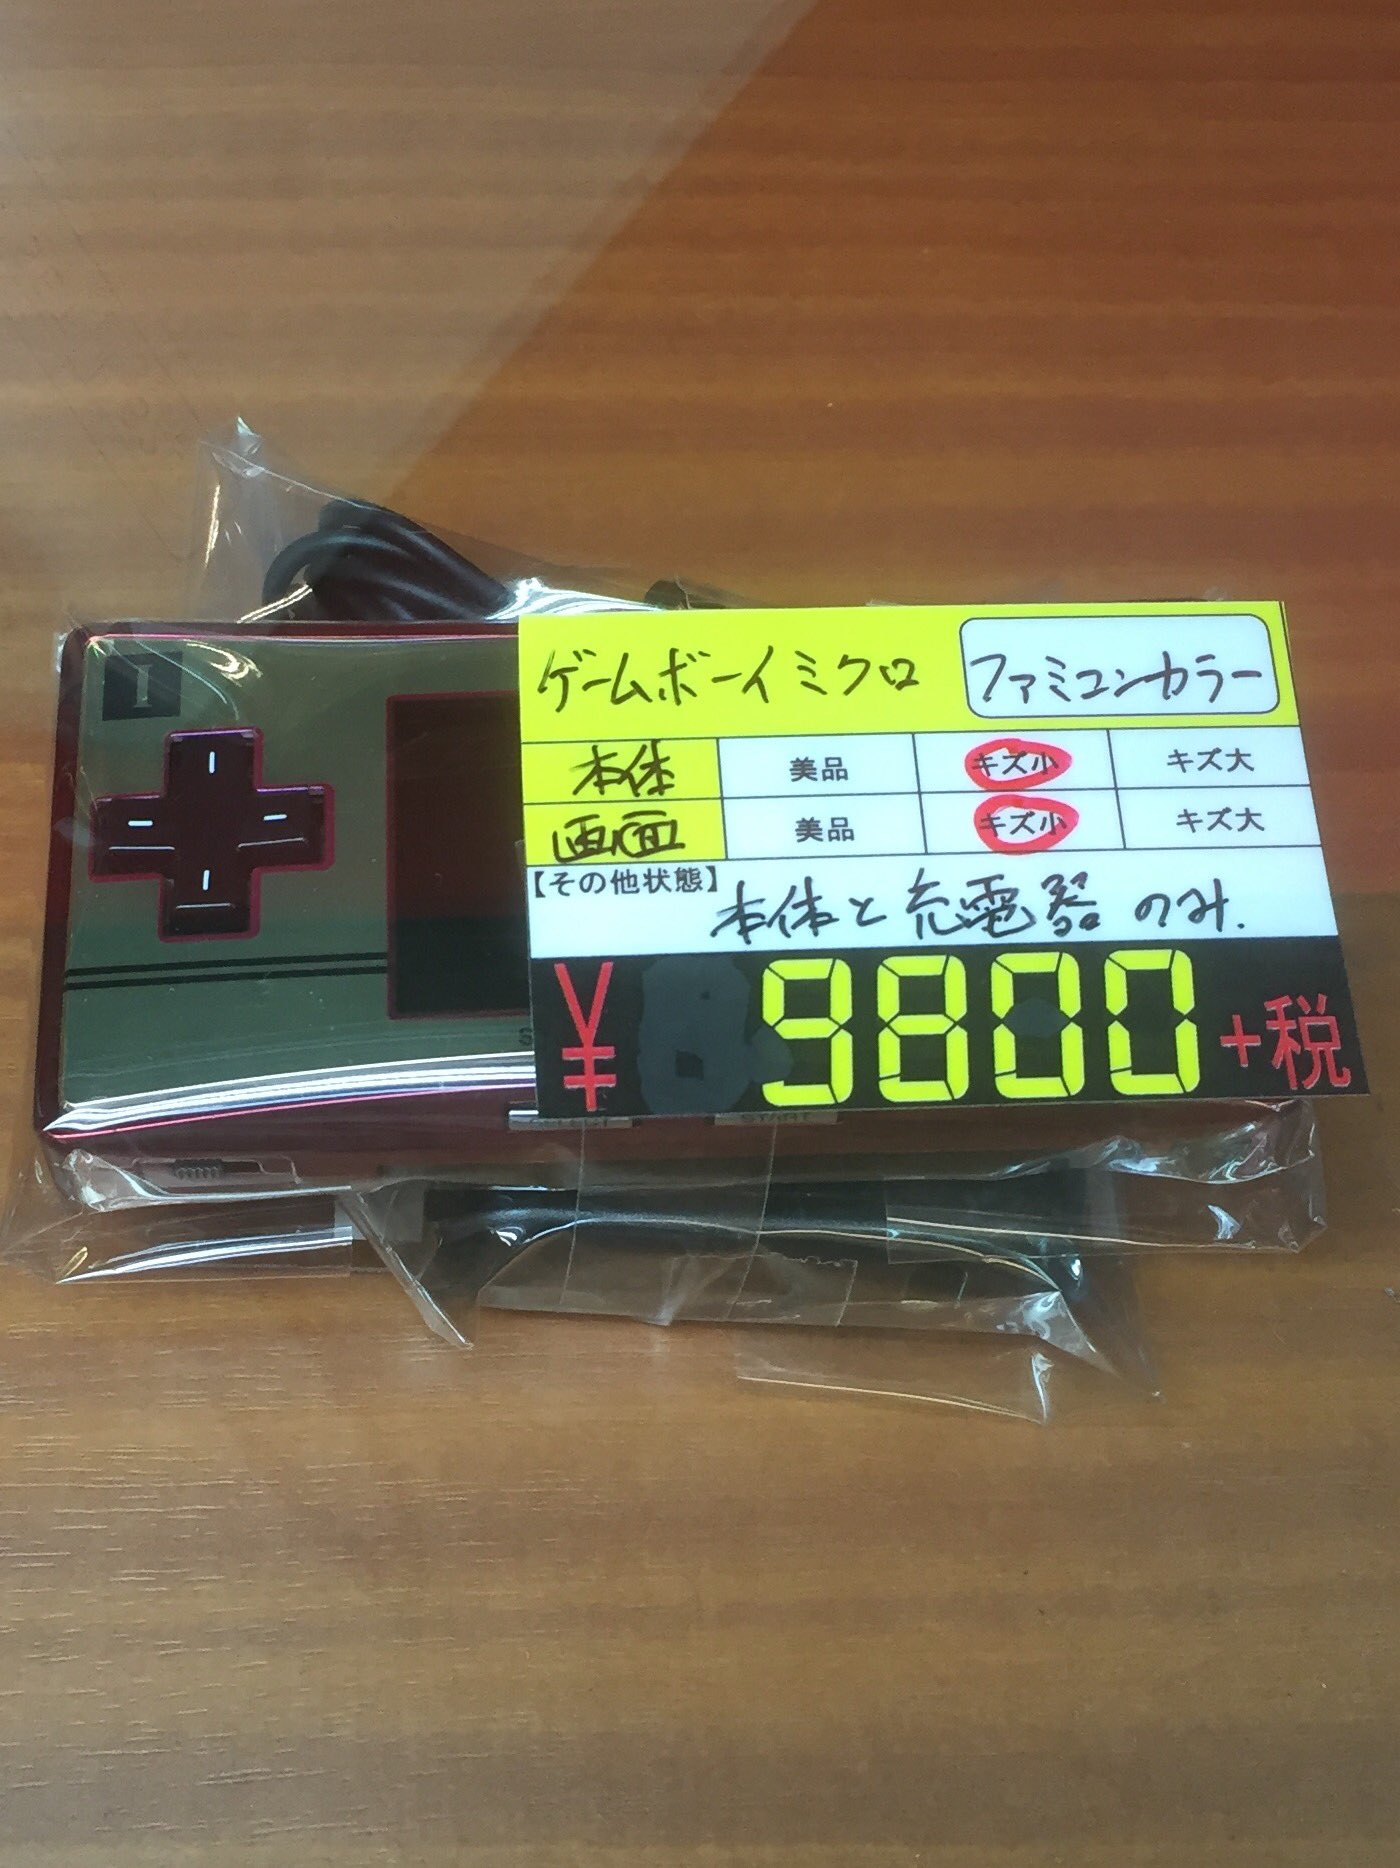 I
ゲームボーイミクロ ファミコンカラー
本体 美品 キズ小 キズ大
画面 美品 キズ小 キズ大
【その他状態】 本体と充電器のみ.
¥ 9800 +税
START